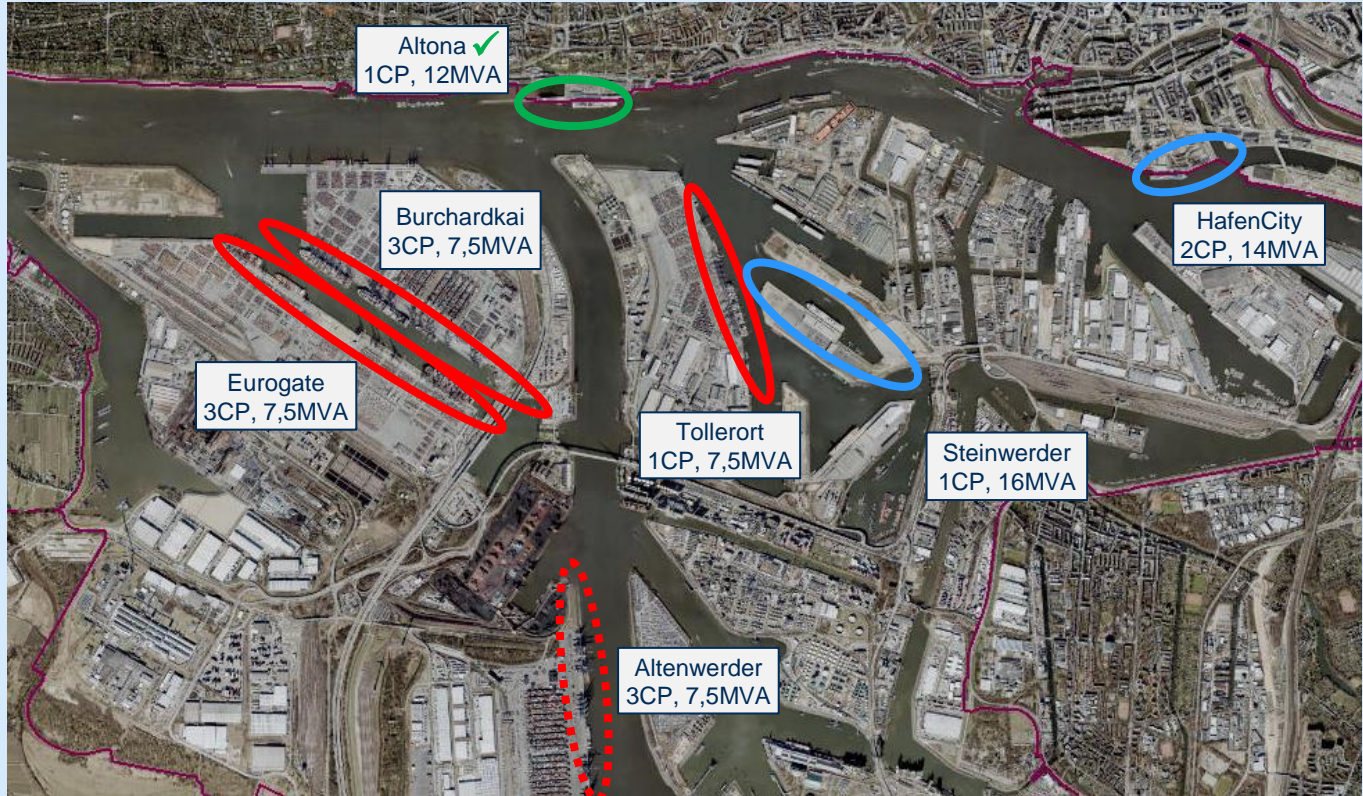 Altona ✓
1CP, 12MVA
Burchardkai
3CP, 7,5MVA
HafenCity
2CP, 14MVA
Eurogate
3CP, 7,5MVA
Tollerort
1CP, 7,5MVA
Steinwerder
1CP, 16MVA
Altenwerder
3CP, 7,5MVA